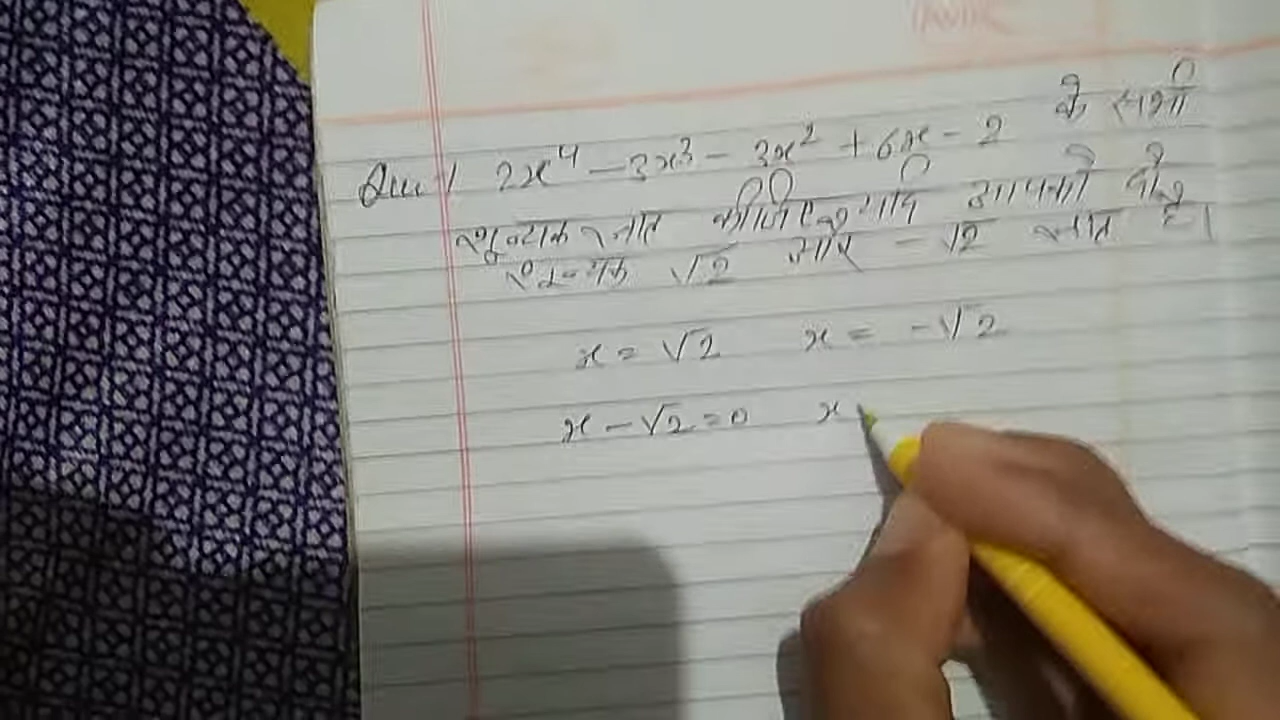 Que 1 2x⁴ - 3x³ - 3x² + 6x - 2 के सभी
शून्यक ज्ञात कीजिए, यदि आपको दो
शून्यक √2 और - √2 ज्ञात है।
x = √2 x = -√2
x - √2 = 0 x